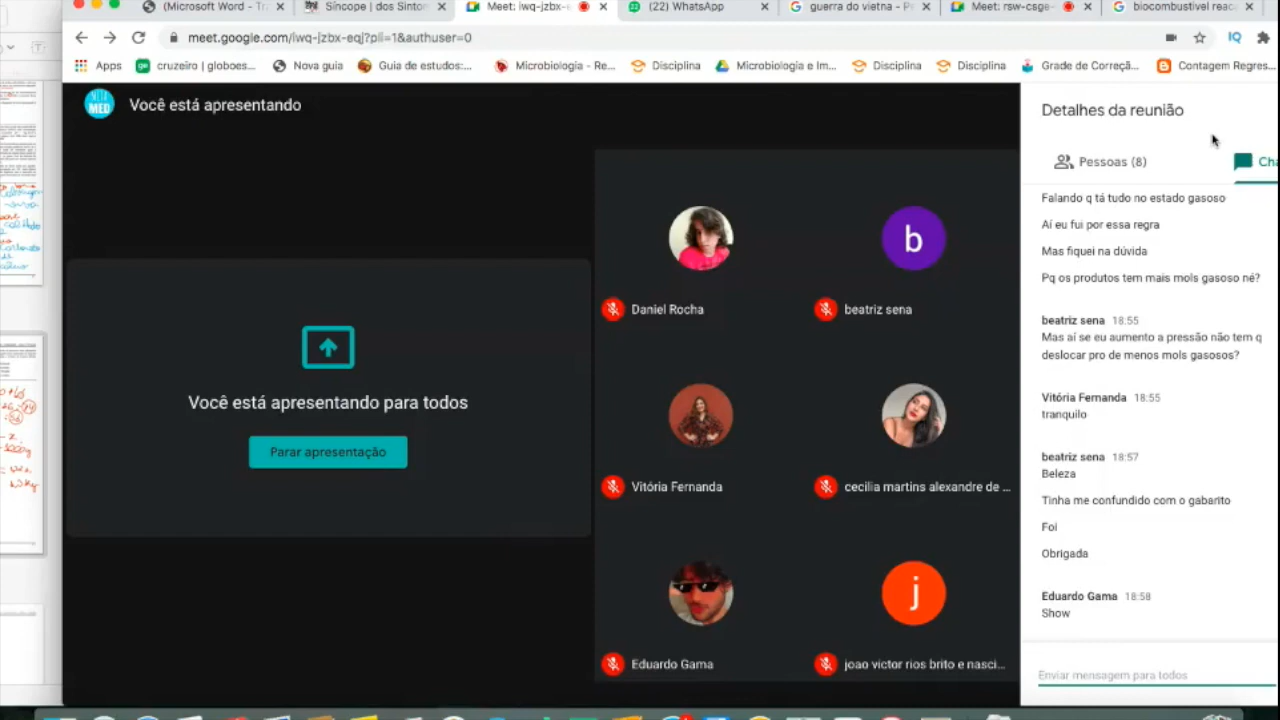 (Microsoft Word - Tra
Síncope | dos Sintom
Meet: iwq-jzbx-e
(22) WhatsApp
guerra do vietna - Pe
Meet: rsw-csge-
biocombustivel reac
meet.google.com/iwq-jzbx-eqj?pli=1&authuser=0
Apps
cruzeiro | globoes...
Nova guia
Guia de estudos:...
Microbiologia - Re...
Disciplina
Microbiologia e Im...
Disciplina
Disciplina
Grade de Correçã...
Contagem Regres...
MED
Você está apresentando
Detalhes da reunião
Pessoas (8)
Cha
Você está apresentando para todos
Parar apresentação
Daniel Rocha
b
beatriz sena
Vitória Fernanda
cecilia martins alexandre de ...
Eduardo Gama
j
joao victor rios brito e nasci...
Falando q tá tudo no estado gasoso
Aí eu fui por essa regra
Mas fiquei na dúvida
Pq os produtos tem mais mols gasoso né?
beatriz sena 18:55
Mas aí se eu aumento a pressão não tem q
deslocar pro de menos mols gasosos?
Vitória Fernanda 18:55
tranquilo
beatriz sena 18:57
Beleza
Tinha me confundido com o gabarito
Foi
Obrigada
Eduardo Gama 18:58
Show
Enviar mensagem para todos